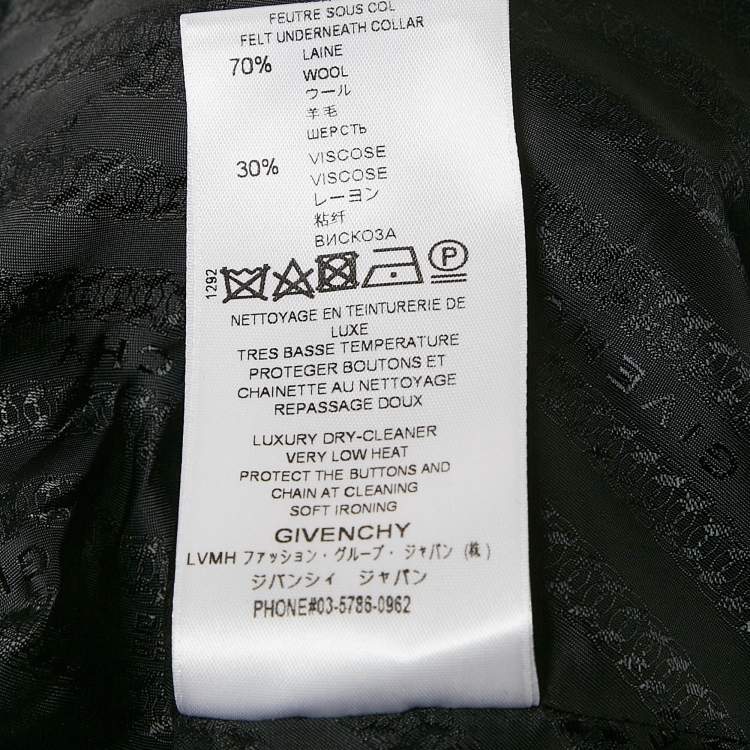 FEUTRE SOUS COL
FELT UNDERNEATH COLLAR
70% LAINE
WOOL
ウール
羊毛
ШЕРСТЬ
30% VISCOSE
VISCOSE
レーヨン
粘纤
ВИСКОЗА
1292
P
NETTOYAGE EN TEINTURERIE DE
LUXE
TRES BASSE TEMPERATURE
PROTEGER BOUTONS ET
CHAINETTE AU NETTOYAGE
REPASSAGE DOUX
LUXURY DRY-CLEANER
VERY LOW HEAT
PROTECT THE BUTTONS AND
CHAIN AT CLEANING
SOFT IRONING
GIVENCHY
LVMH ファッション・グループ・ジャパン (株)
ジバンシィ ジャパン
PHONE#03-5786-0962